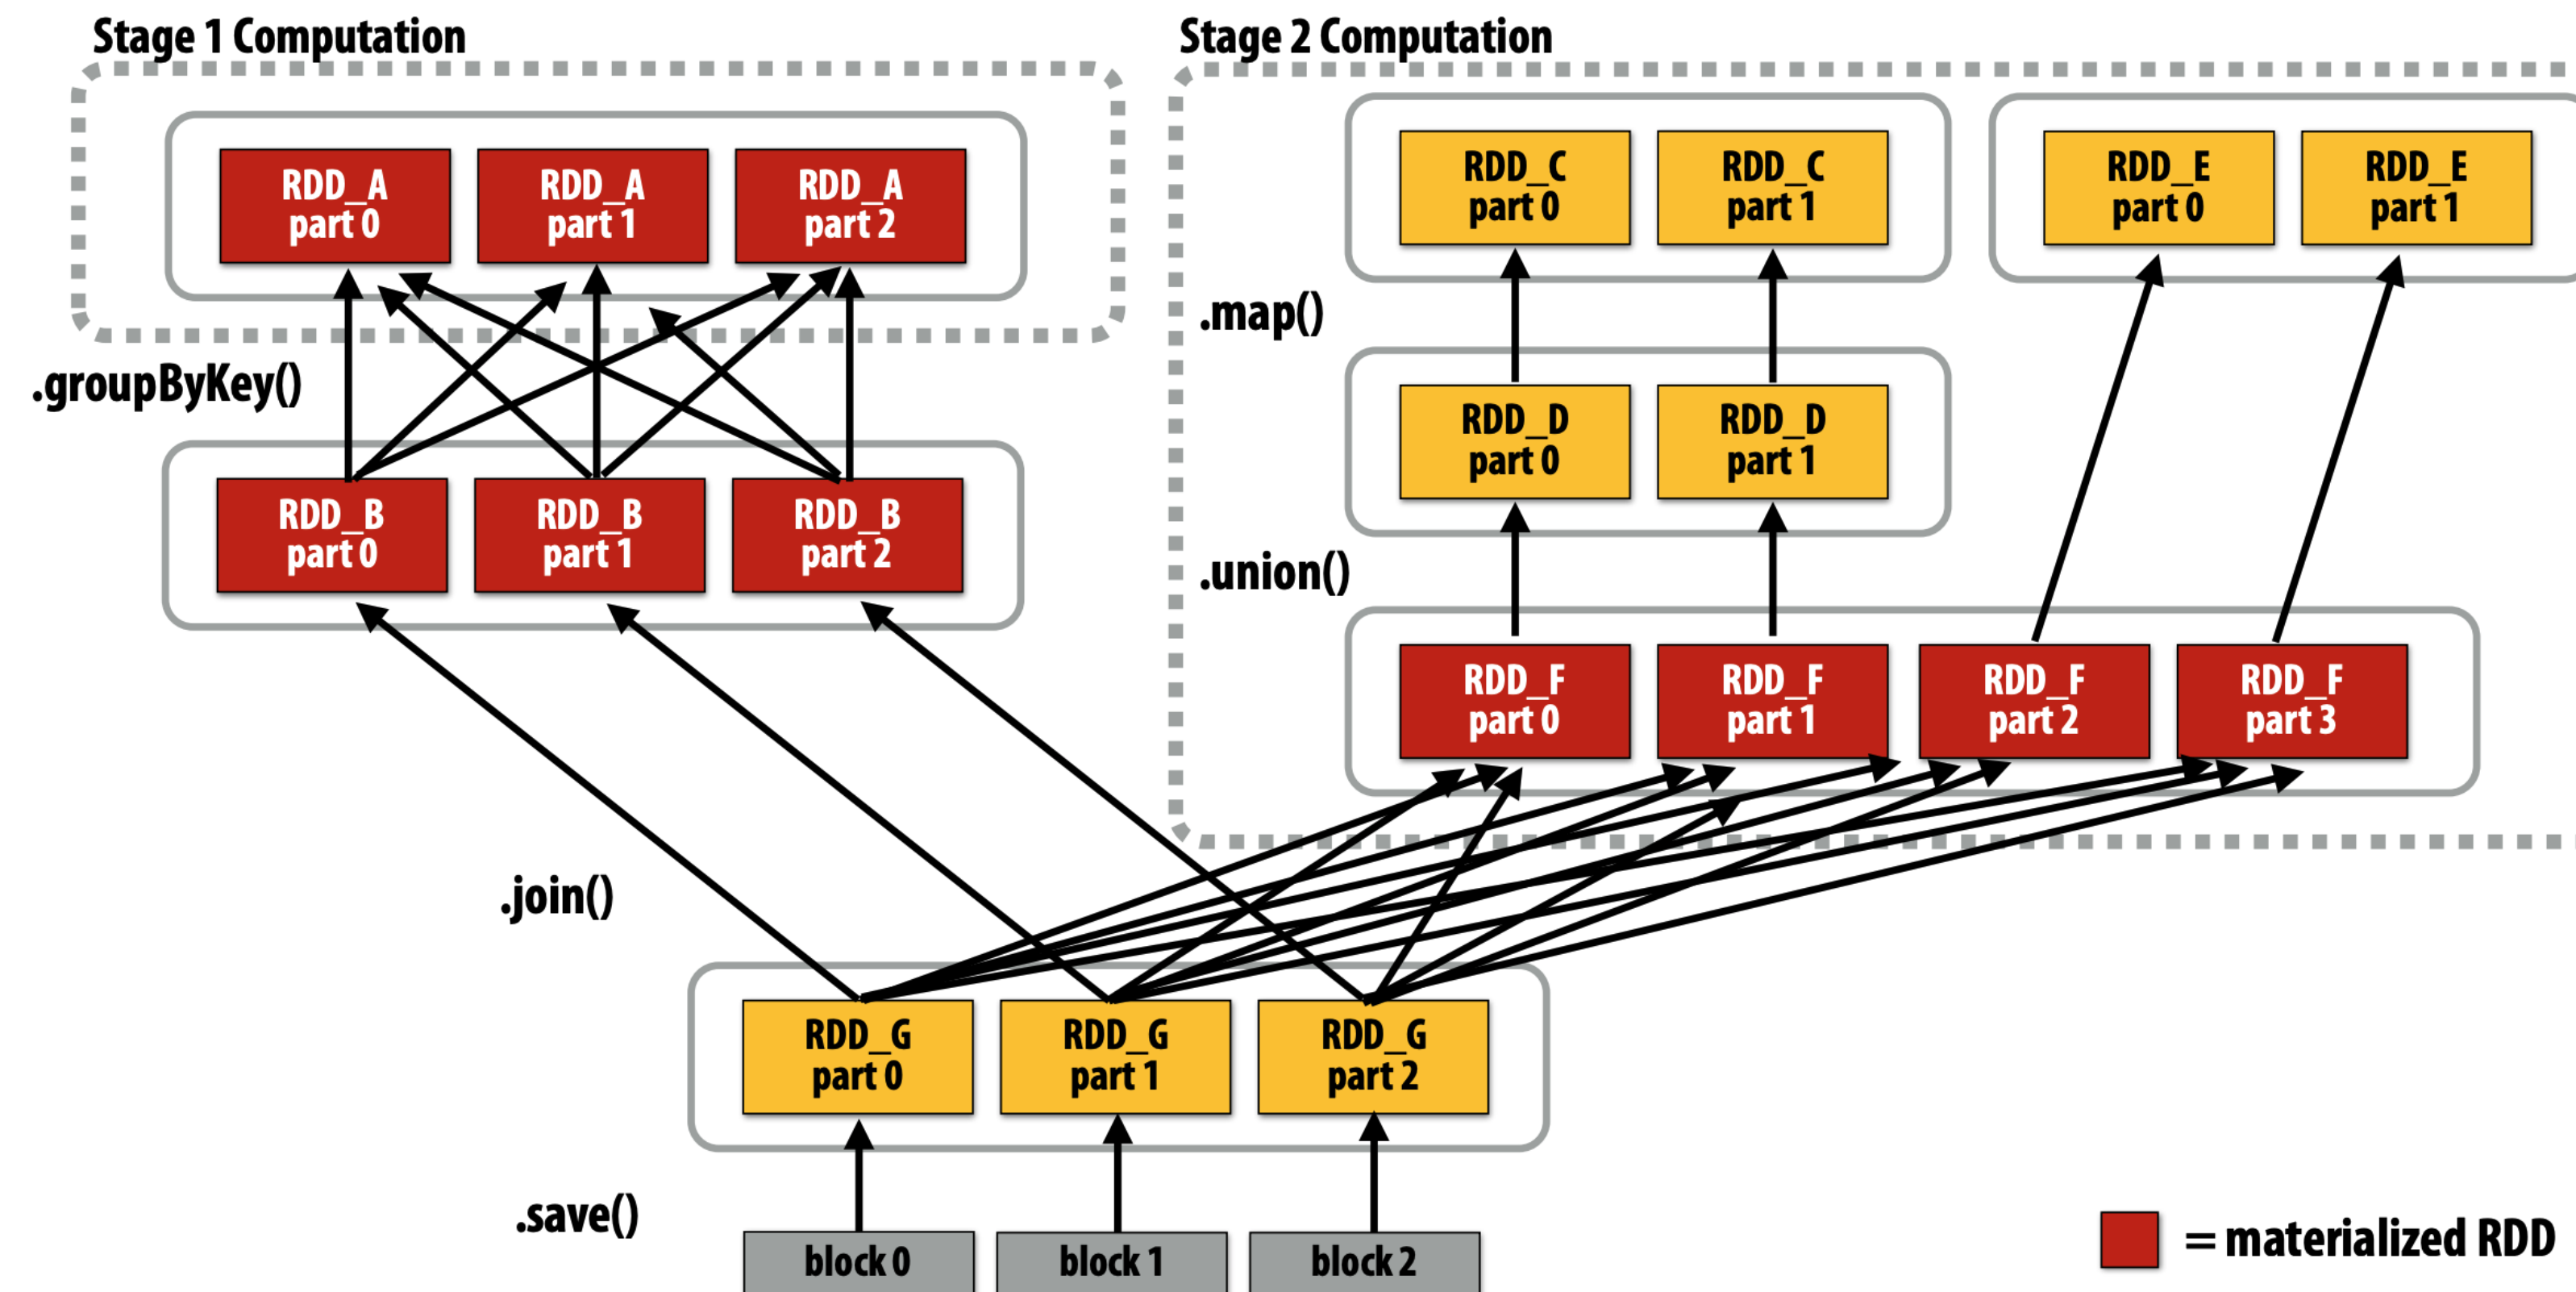 Stage 1 Computation
Stage 2 Computation
RDD_A
part 0
RDD_A
part 1
RDD_A
part 2
RDD_C
part 0
RDD_C
part 1
RDD_E
part 0
RDD_E
part 1
.map()
.groupByKey()
RDD_D
part 0
RDD_D
part 1
RDD_B
part 0
RDD_B
part 1
RDD_B
part 2
.union()
RDD_F
part 0
RDD_F
part 1
RDD_F
part 2
RDD_F
part 3
.join()
RDD_G
part 0
RDD_G
part 1
RDD_G
part 2
.save()
block 0
block 1
block 2
= materialized RDD